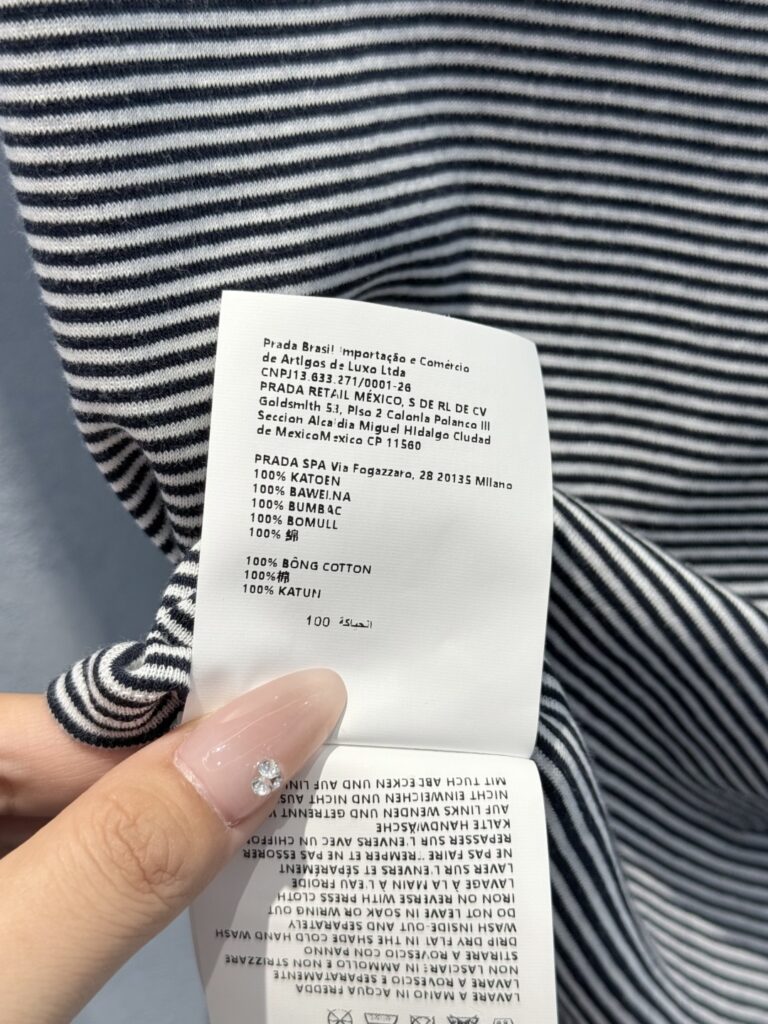 Prada Brasil Importação e Comércio
de Artigos de Luxo Ltda
CNPJ13.633.271/0001-26
PRADA RETAIL MÉXICO, S DE RL DE CV
Goldsmith 53, Piso 2 Colonia Polanco III
Seccion Alcaldia Miguel Hidalgo Ciudad
de MexicoMexico CP 11560
PRADA SPA Via Fogazzaro, 28 20135 Milano
100% KATOEN
100% BAWEŁNA
100% BUMBAC
100% BOMULL
100% 綿
100% BÔNG COTTON
100%棉
100% KATUN
100
LAVARE A MANO IN ACQUA FREDDA
LAVARE A ROVESCIO E SEPARATAMENTE
NON LASCIARE IN AMMOLLO E NON STRIZZARE
STIRARE A ROVESCIO CON PANNO
DRIP DRY FLAT IN THE SHADE COLD HAND WASH
WASH INSIDE-OUT AND SEPARATELY
DO NOT LEAVE IN SOAK OR WRING OUT
IRON ON REVERSE WITH PRESS CLOTH
LAVAGE À LA MAIN À L'EAU FROIDE
LAVER SUR L'ENVERS ET SÉPARÉMENT
NE PAS FAIRE TREMPER ET NE PAS ESSORER
REPASSER SUR L'ENVERS AVEC UN CHIFFON
KALTE HANDWÄSCHE
AUF LINKS WENDEN UND GETRENNT
NICHT EINWEICHEN UND NICHT
MIT TUCH ABDECKEN UND AUF